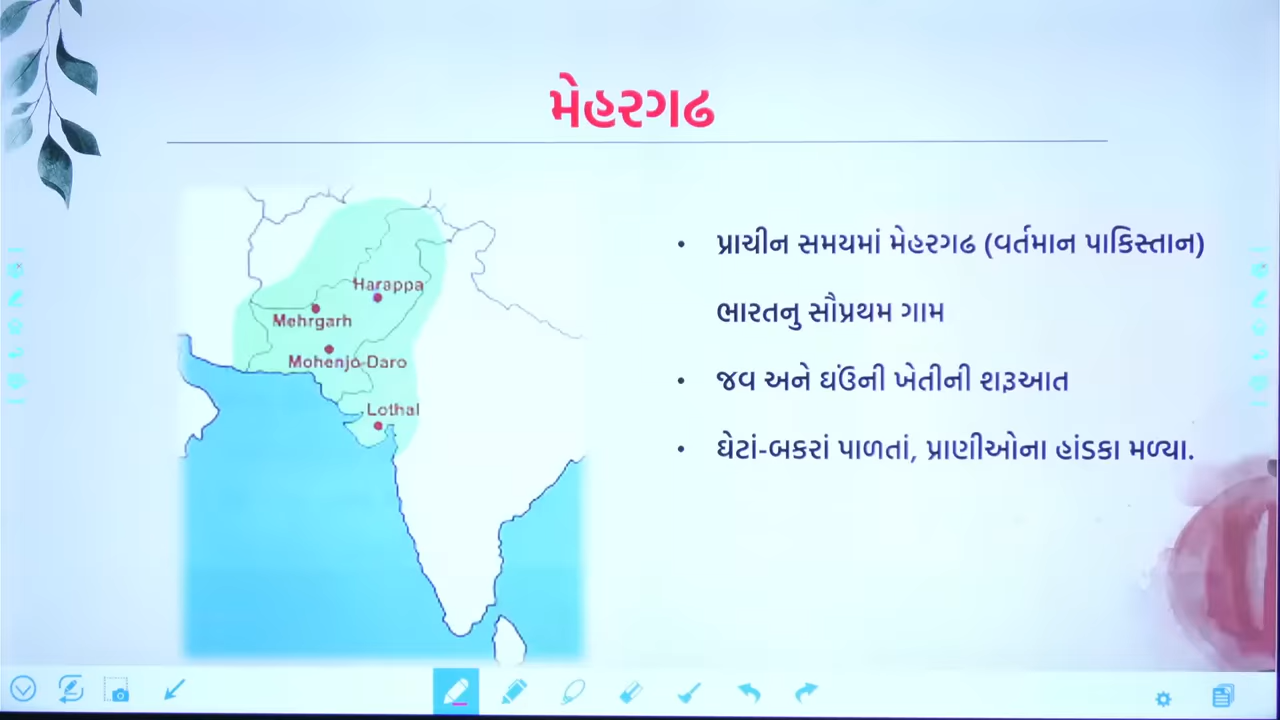 મેહરગઢ
• પ્રાચીન સમયમાં મેહરગઢ (વર્તમાન પાકિસ્તાન)
ભારતનુ સૌપ્રથમ ગામ
• જવ અને ઘઉંની ખેતીની શરૂઆત
• ઘેટાં-બકરાં પાળતાં, પ્રાણીઓના હાંડકા મળ્યા.
Harappa
Mehrgarh
Mohenjo-Daro
Lothal